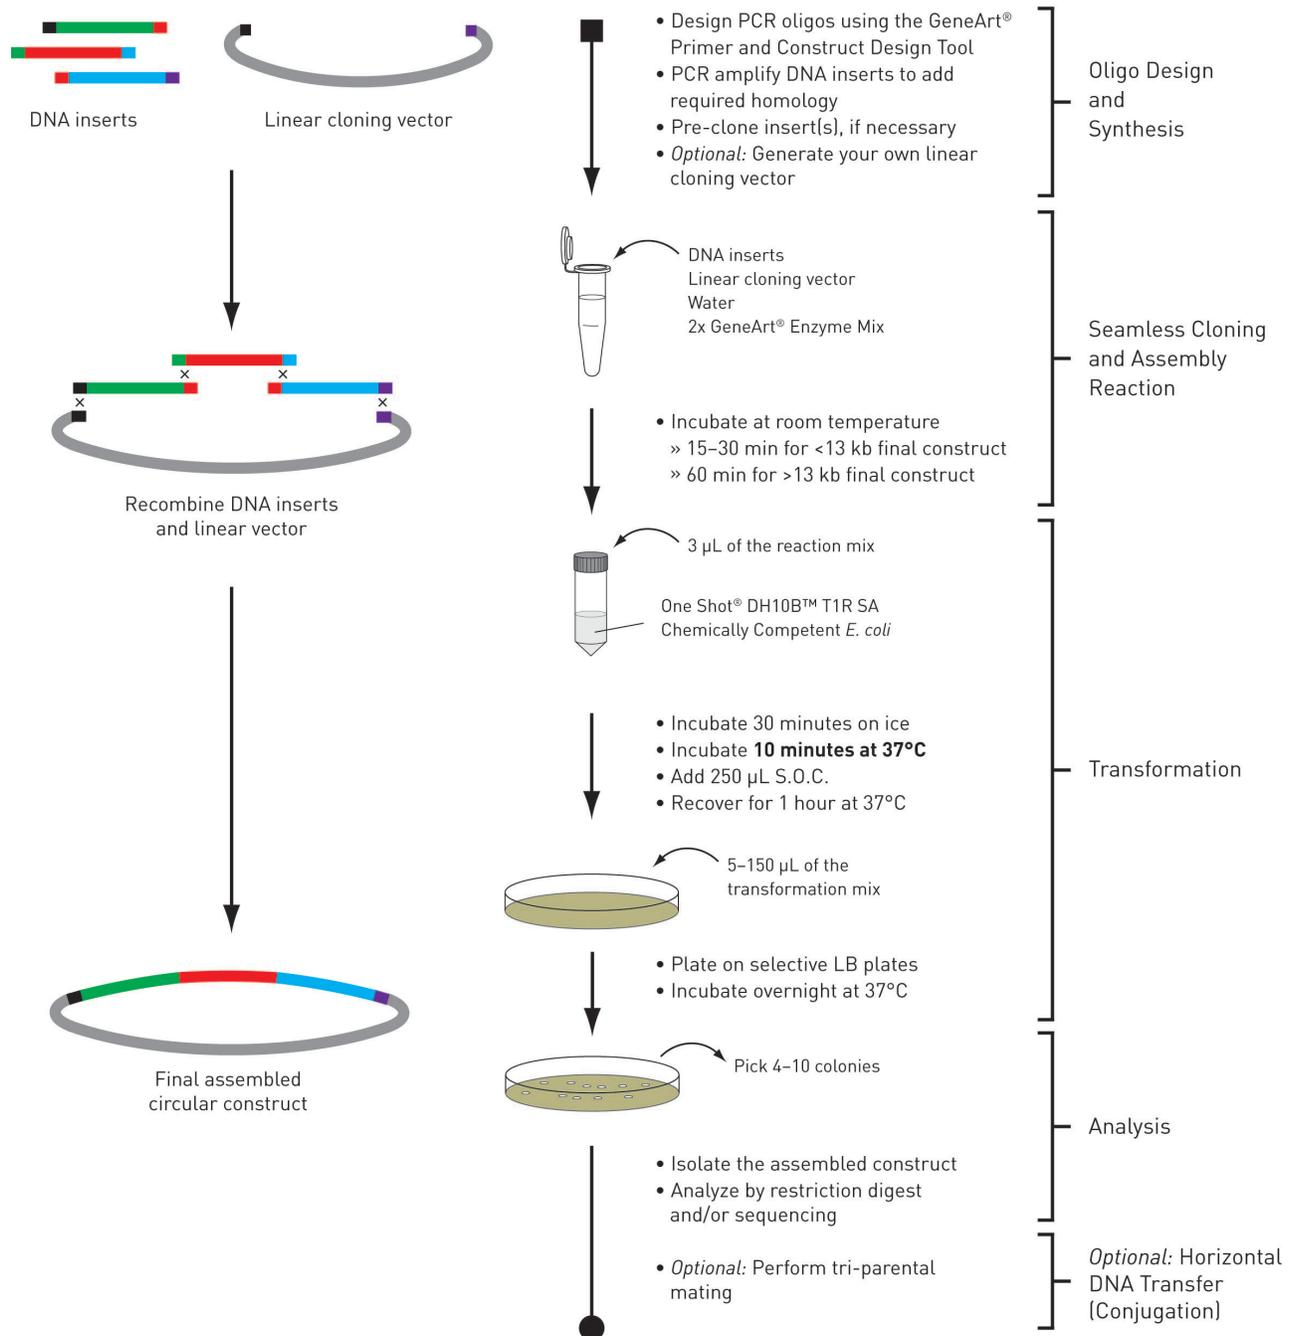 DNA inserts
Linear cloning vector
• Design PCR oligos using the GeneArt®
Primer and Construct Design Tool
• PCR amplify DNA inserts to add
required homology
• Pre-clone insert(s), if necessary
• Optional: Generate your own linear
cloning vector
Oligo Design
and
Synthesis
DNA inserts
Linear cloning vector
Water
2x GeneArt® Enzyme Mix
Seamless Cloning
and Assembly
Reaction
× ×
× ×
Recombine DNA inserts
and linear vector
• Incubate at room temperature
» 15–30 min for <13 kb final construct
» 60 min for >13 kb final construct
3 µL of the reaction mix
One Shot® DH10B™ T1R SA
Chemically Competent E. coli
• Incubate 30 minutes on ice
• Incubate 10 minutes at 37°C
• Add 250 µL S.O.C.
• Recover for 1 hour at 37°C
Transformation
5–150 µL of the
transformation mix
• Plate on selective LB plates
• Incubate overnight at 37°C
Final assembled
circular construct
Pick 4–10 colonies
Analysis
• Isolate the assembled construct
• Analyze by restriction digest
and/or sequencing
• Optional: Perform tri-parental
mating
Optional: Horizontal
DNA Transfer
(Conjugation)